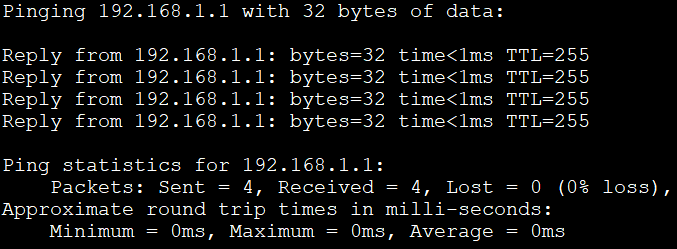 Pinging 192.168.1.1 with 32 bytes of data:
Reply from 192.168.1.1: bytes=32 time<1ms TTL=255
Reply from 192.168.1.1: bytes=32 time<1ms TTL=255
Reply from 192.168.1.1: bytes=32 time<1ms TTL=255
Reply from 192.168.1.1: bytes=32 time<1ms TTL=255
Ping statistics for 192.168.1.1:
Packets: Sent = 4, Received = 4, Lost = 0 (0% loss),
Approximate round trip times in milli-seconds:
Minimum = 0ms, Maximum = 0ms, Average = 0ms